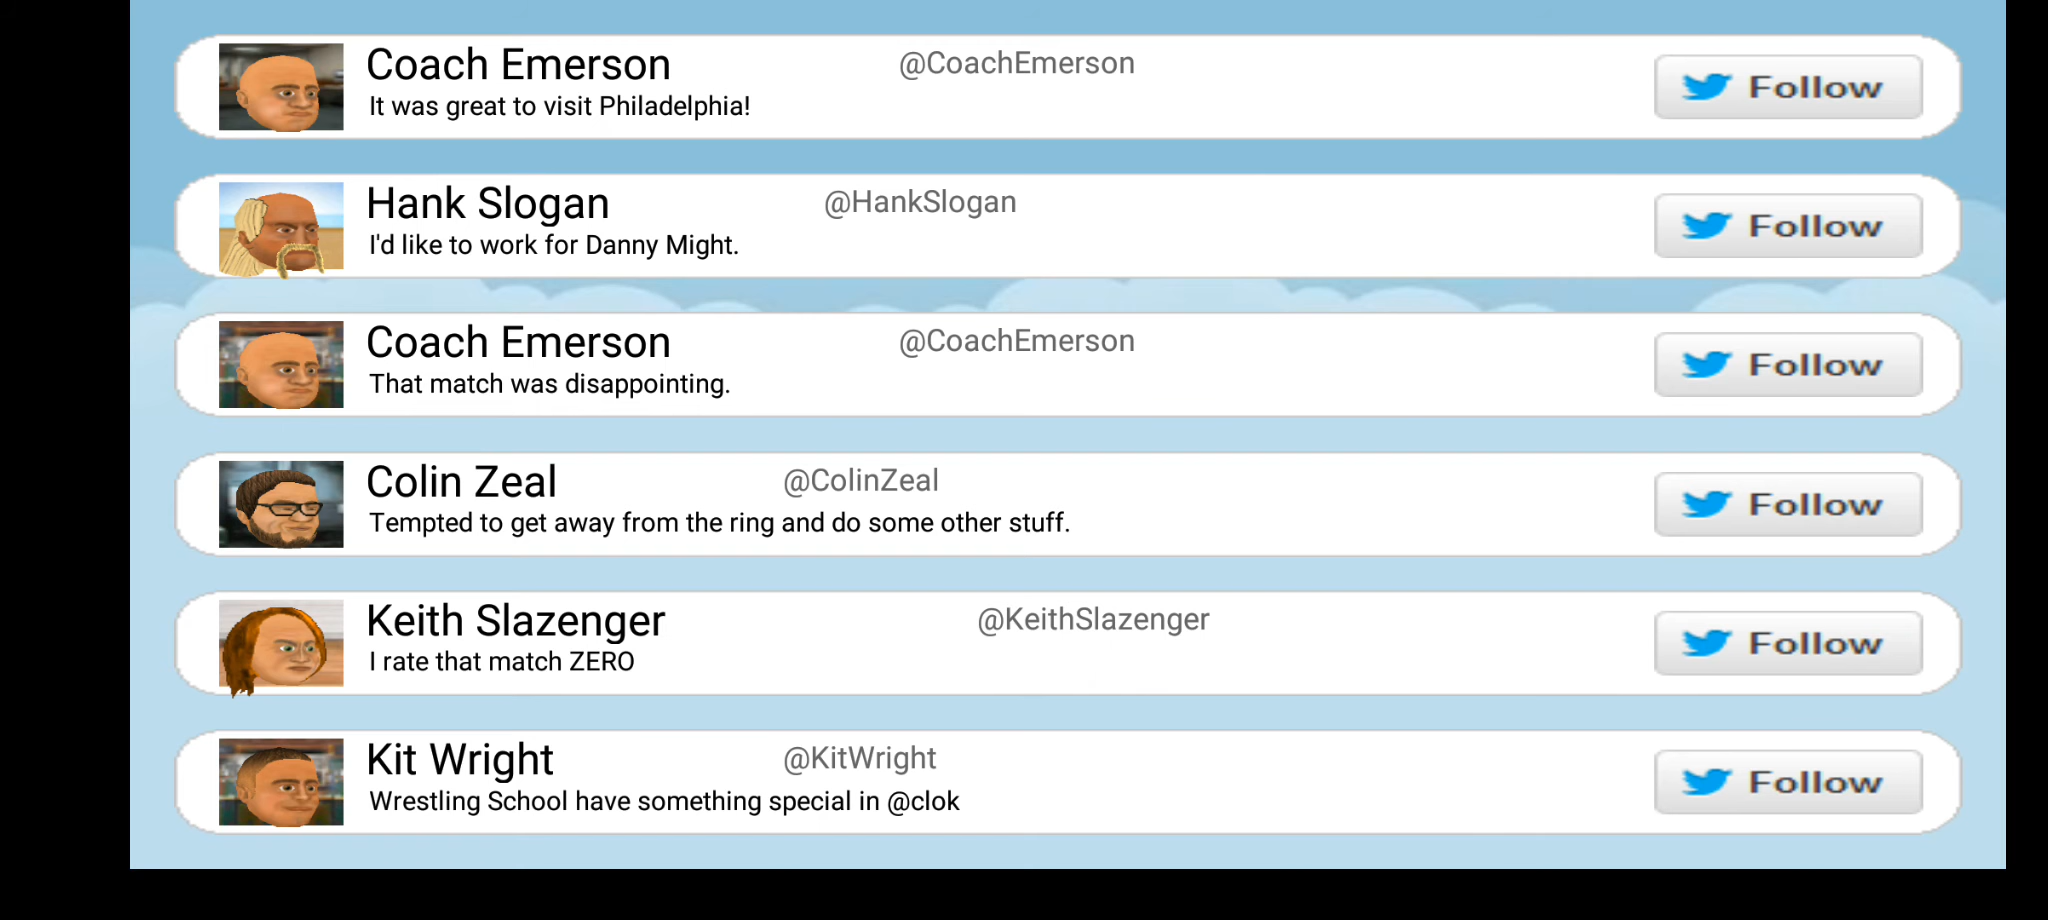 Coach Emerson @CoachEmerson
It was great to visit Philadelphia!
Follow
Hank Slogan @HankSlogan
I'd like to work for Danny Might.
Follow
Coach Emerson @CoachEmerson
That match was disappointing.
Follow
Colin Zeal @ColinZeal
Tempted to get away from the ring and do some other stuff.
Follow
Keith Slazenger @KeithSlazenger
I rate that match ZERO
Follow
Kit Wright @KitWright
Wrestling School have something special in @clok
Follow